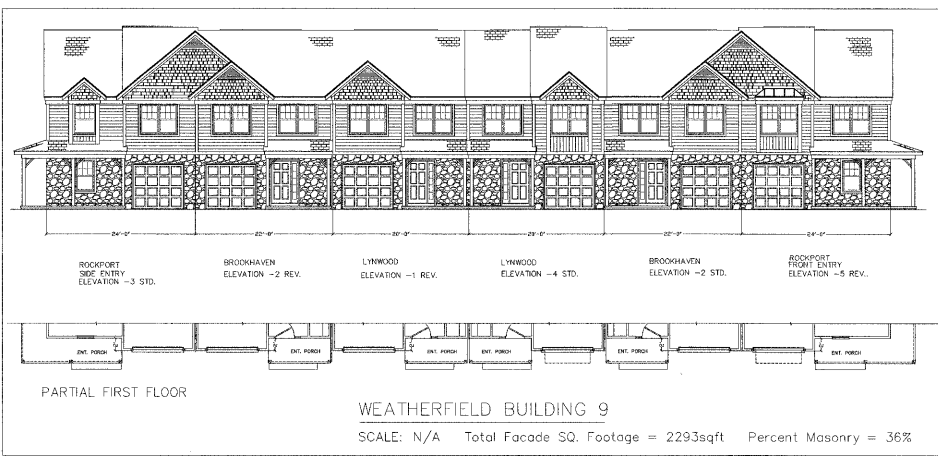 24'-0"
22'-0"
20'-0"
22'-0"
24'-0"
ROCKPORT
SIDE ENTRY
ELEVATION -3 STD.
BROOKHAVEN
ELEVATION -2 REV.
LYNWOOD
ELEVATION -1 REV.
LYNWOOD
ELEVATION -4 STD.
BROOKHAVEN
ELEVATION -2 STD.
ROCKPORT
FRONT ENTRY
ELEVATION -5 REV..
ENT. PORCH
ENT. PORCH
ENT. PORCH
ENT. PORCH
ENT. PORCH
ENT. PORCH
PARTIAL FIRST FLOOR
WEATHERFIELD BUILDING 9
SCALE: N/A Total Facade SQ. Footage = 2293sqft Percent Masonry = 36%